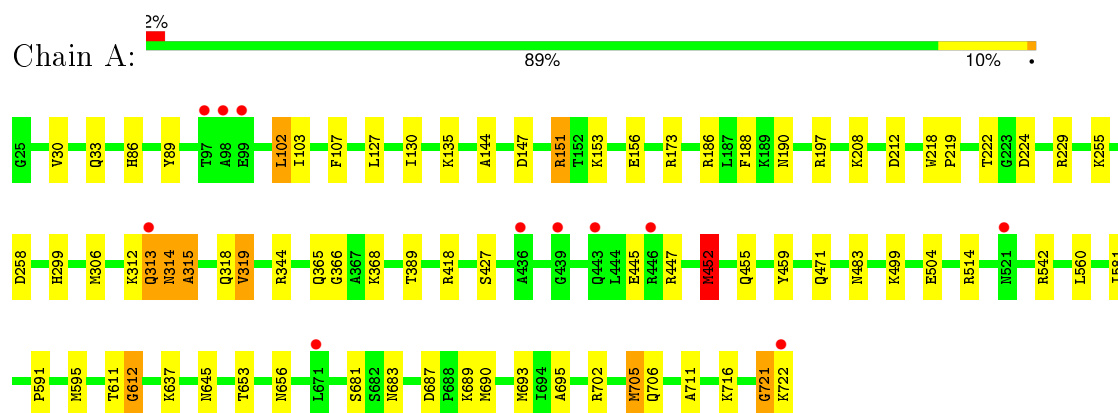 2%
Chain A:
89% 10% •
G25 V30 Q33 H86 Y89 T97 A98 E99 L102 I103 F107 L127 T130 K135 A144 D147 R151 T152 K153 E156 R173 R186 L187 F188 K189 N190 R197 K208 D212 W218 P219 T222 G223 D224 R229 K255
D258 H299 M306 K312 Q313 N314 A315 Q318 V319 R344 Q365 G366 A367 K368 T389 R418 S427 A436 G439 Q443 L444 E445 R446 R447 M452 Q455 Y459 Q471 N483 K499 E504 R514 N521 R542 L560 I581
P591 M595 T611 G612 K637 N645 T653 N656 L671 S681 S682 N683 D687 P688 K689 M690 M693 I694 A695 R702 M705 Q706 A711 K716 G721 K722